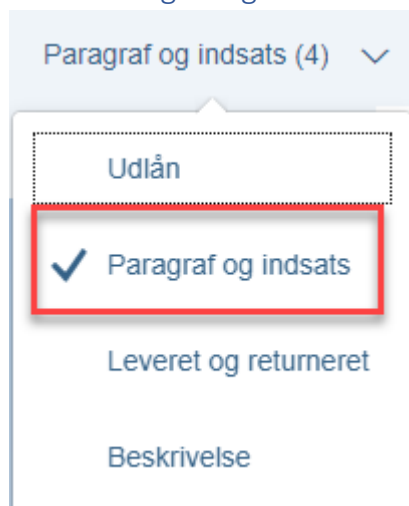 Paragraf og indsats (4)
Udlån
Paragraf og indsats
Leveret og returneret
Beskrivelse